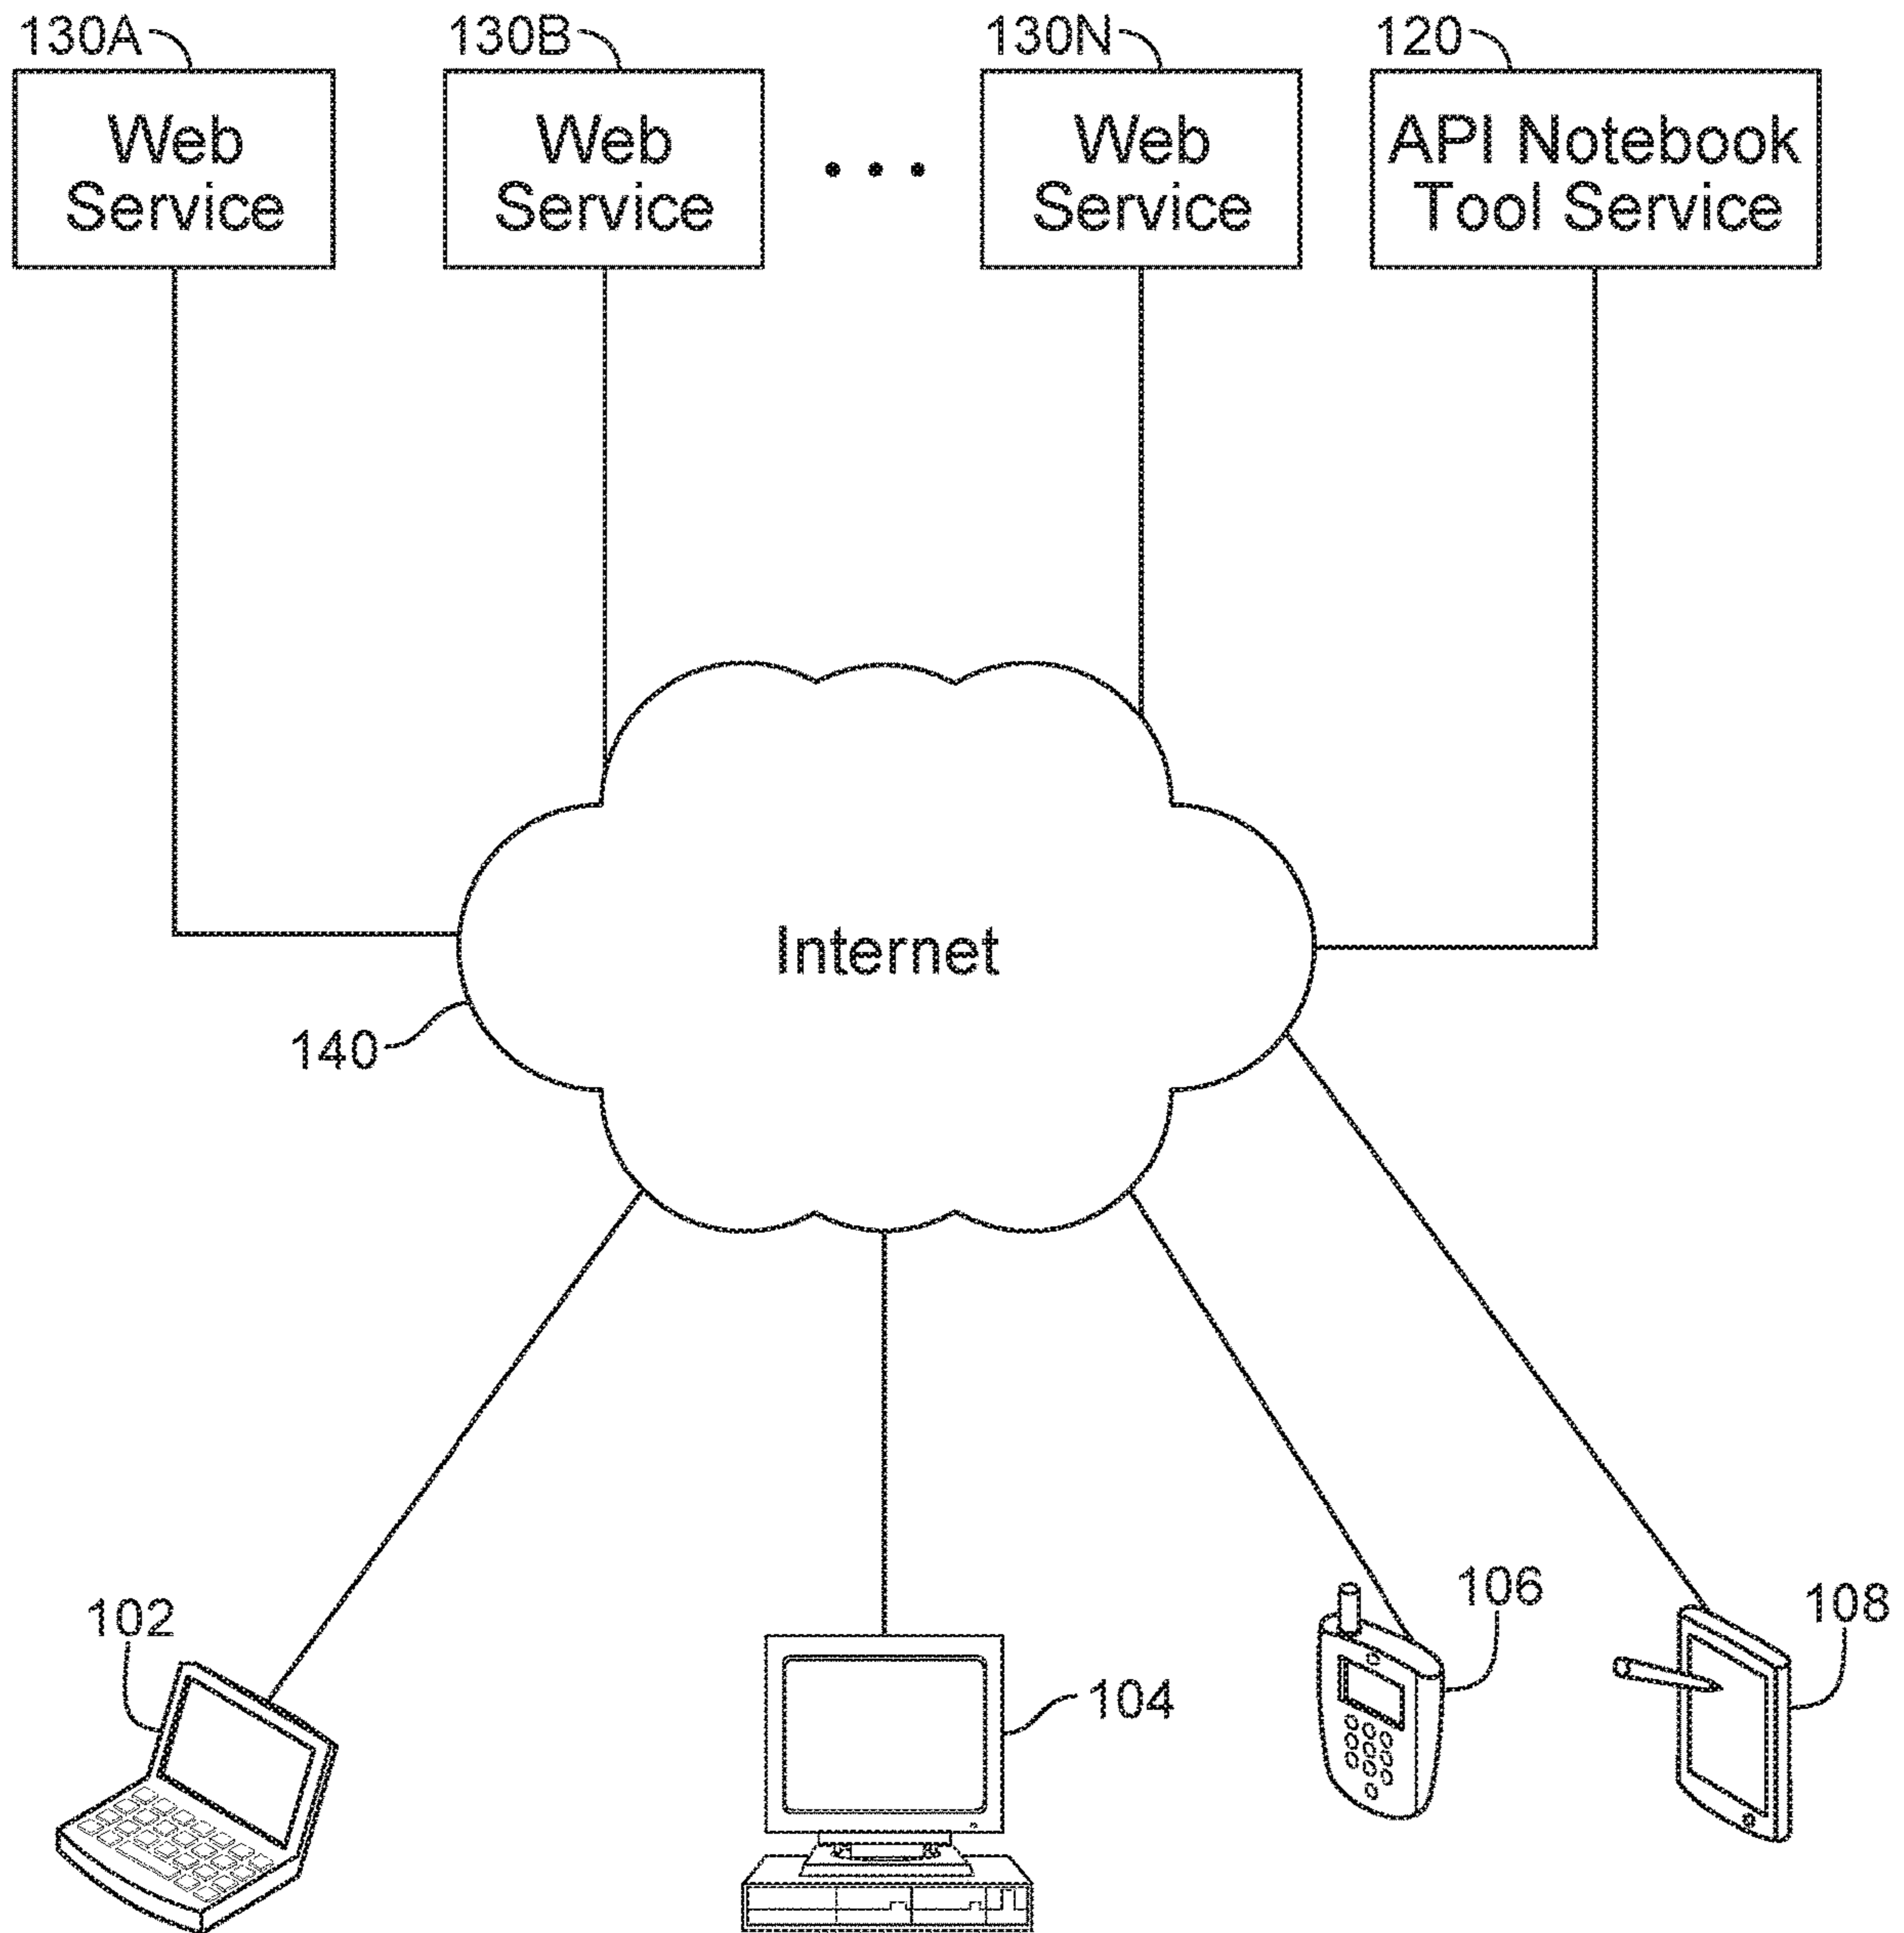 130A 130B 130N 120
Web Web ... Web API Notebook
Service Service Service Tool Service
Internet
140
102 106 108
104